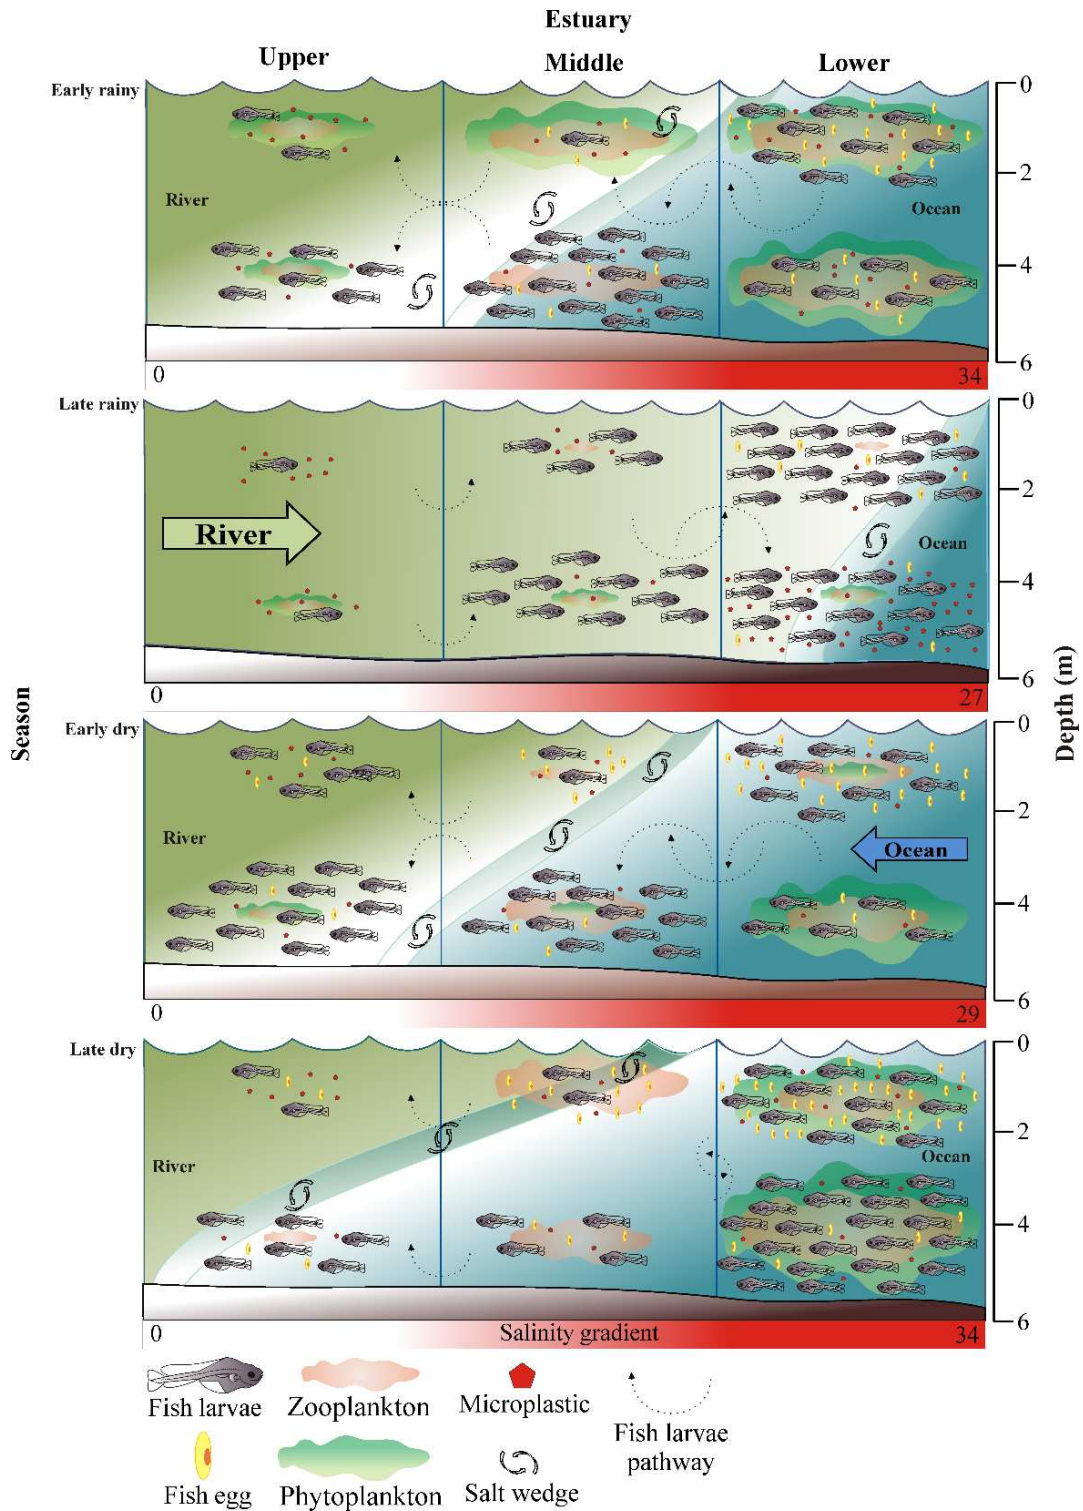 Estuary
Upper
Middle
Lower
Early rainy
0
2
4
6
River
Ocean
0
34
Late rainy
0
2
4
6
River
Ocean
0
27
Season
Depth (m)
Early dry
0
2
4
6
River
Ocean
0
29
Late dry
0
2
4
6
River
Ocean
0
Salinity gradient
34
Fish larvae
Zooplankton
Microplastic
Fish larvae
pathway
Fish egg
Phytoplankton
Salt wedge